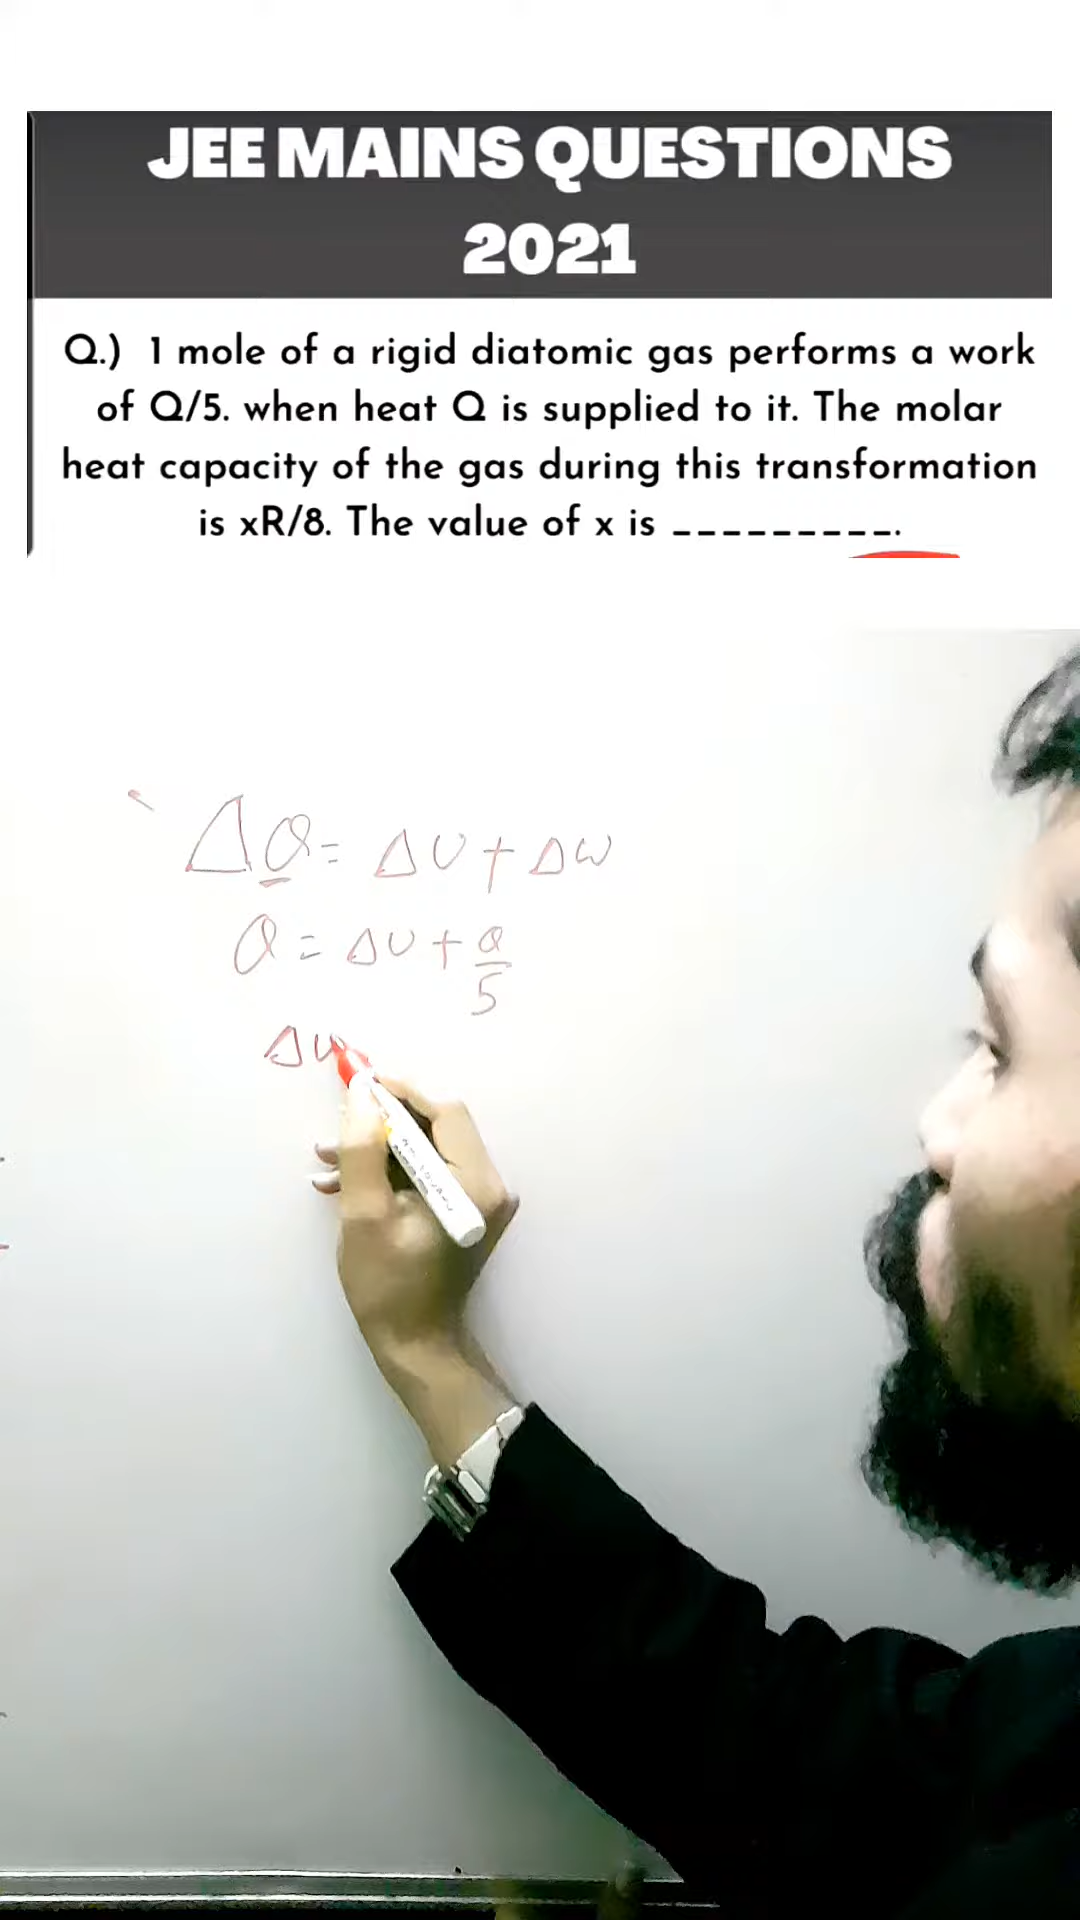 JEE MAINS QUESTIONS
2021
Q.) 1 mole of a rigid diatomic gas performs a work
of Q/5. when heat Q is supplied to it. The molar
heat capacity of the gas during this transformation
is xR/8. The value of x is _________.
ΔQ = ΔU + ΔW
Q = ΔU + Q/5
ΔU